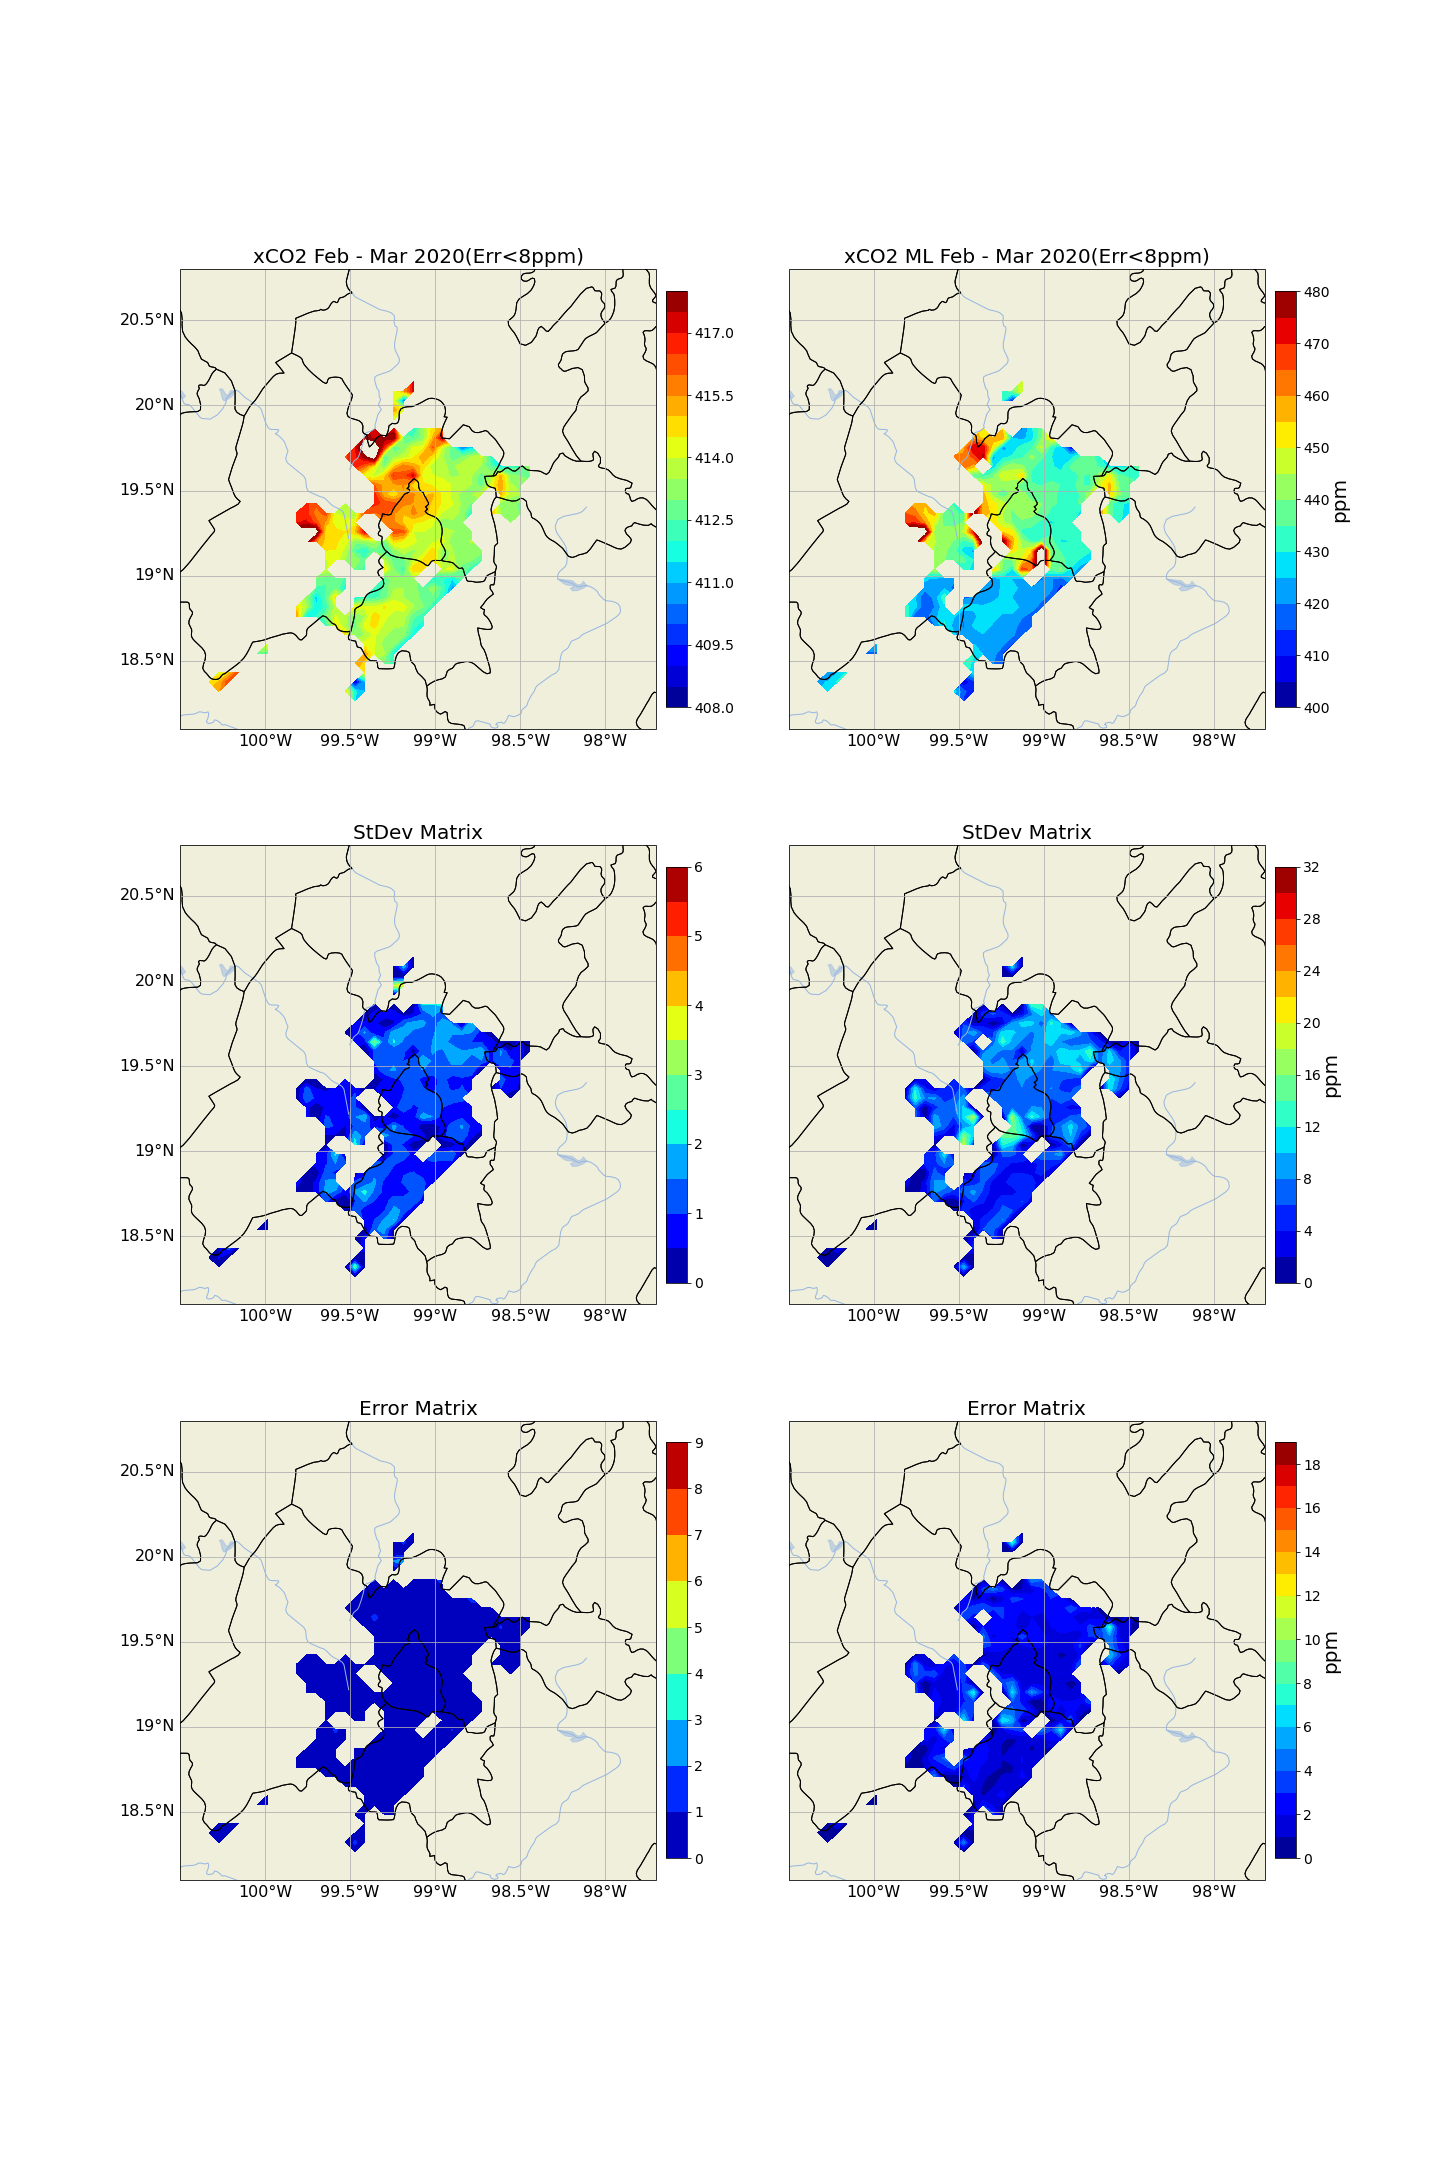 xCO2 Feb - Mar 2020(Err<8ppm)
20.5°N
20°N
19.5°N
19°N
18.5°N
100°W 99.5°W 99°W 98.5°W 98°W
417.0
415.5
414.0
412.5
411.0
409.5
408.0
xCO2 ML Feb - Mar 2020(Err<8ppm)
100°W 99.5°W 99°W 98.5°W 98°W
480
470
460
450
440
430
420
410
400
ppm
StDev Matrix
20.5°N
20°N
19.5°N
19°N
18.5°N
100°W 99.5°W 99°W 98.5°W 98°W
6
5
4
3
2
1
0
StDev Matrix
100°W 99.5°W 99°W 98.5°W 98°W
32
28
24
20
16
12
8
4
0
ppm
Error Matrix
20.5°N
20°N
19.5°N
19°N
18.5°N
100°W 99.5°W 99°W 98.5°W 98°W
9
8
7
6
5
4
3
2
1
0
Error Matrix
100°W 99.5°W 99°W 98.5°W 98°W
18
16
14
12
10
8
6
4
2
0
ppm